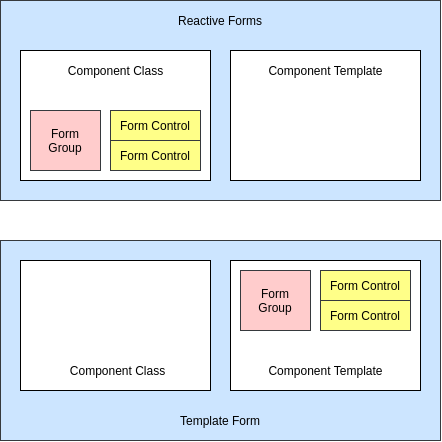 Reactive Forms
Component Class
Component Template
Form
Group
Form Control
Form Control
Form
Group
Form Control
Form Control
Component Class
Component Template
Template Form